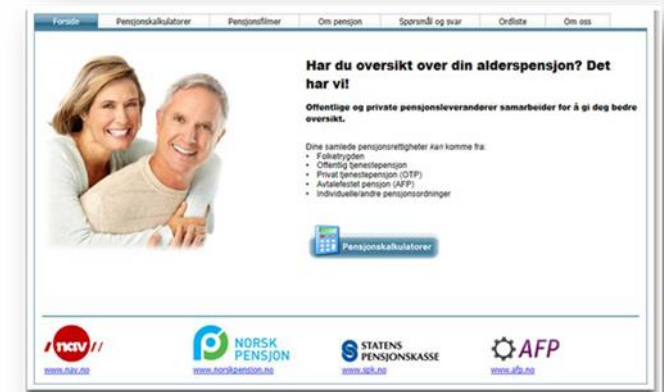 Forside Pensjonskalkulatorer Pensjonsfilmer Om pensjon Spørsmål og svar Ordliste Om oss
Har du oversikt over din alderspensjon? Det
har vi!
Offentlige og private pensjonsleverandører samarbeider for å gi deg bedre
oversikt.
Dine samlede pensjonsrettigheter kan komme fra:
• Folketrygden
• Offentlig tjenestepensjon
• Privat tjenestepensjon (OTP)
• Avtalefestet pensjon (AFP)
• Individuelle/andre pensjonsordninger
Pensjonskalkulatorer
nav
NORSK
PENSJON
STATENS
PENSJONSKASSE
AFP
www.nav.no www.norskpensjon.no www.spk.no www.afp.no